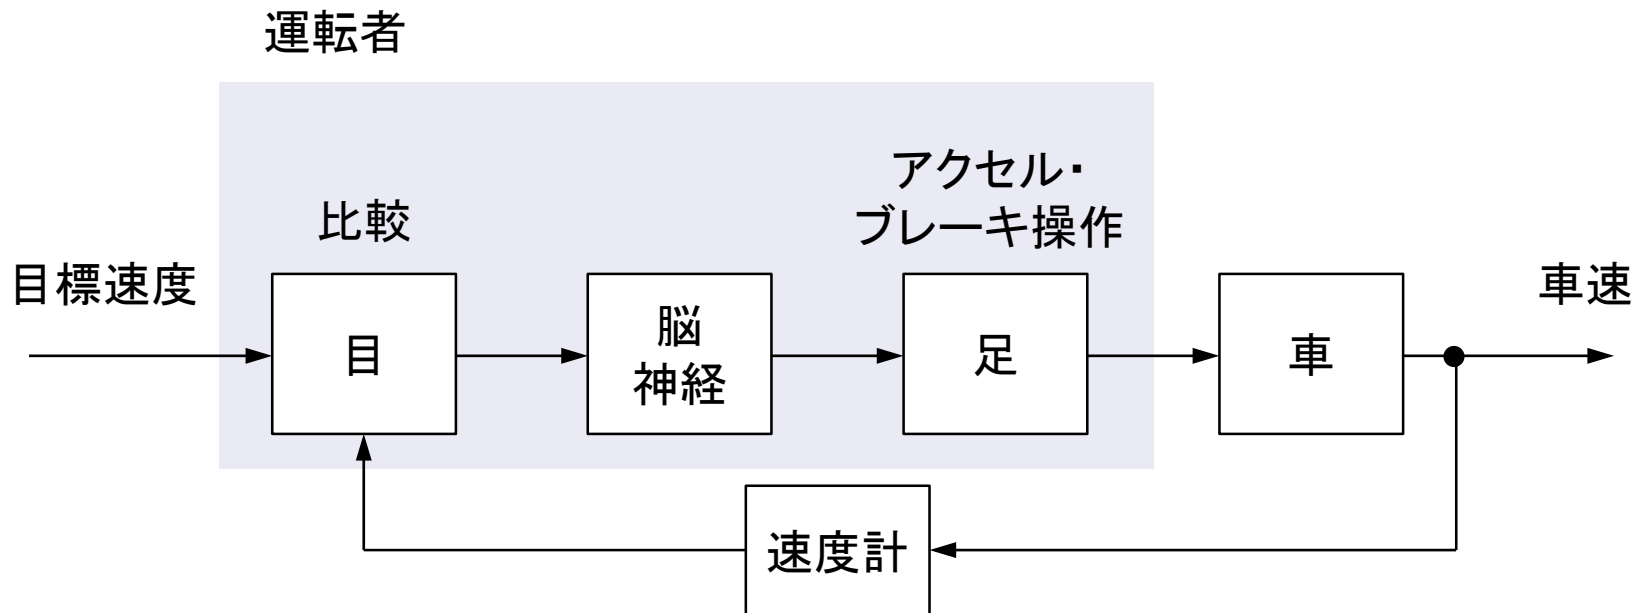 運転者
アクセル・
ブレーキ操作
比較
目標速度
車速
目
脳
神経
足
車
速度計